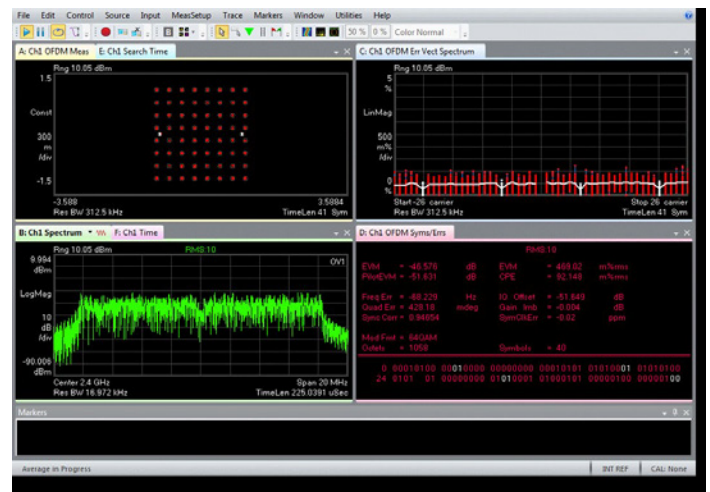 File Edit Control Source Input MeasSetup Trace Markers Window Utilities Help
50 % 0 % Color Normal
A: Ch1 OFDM Meas E: Ch1 Search Time
Rng 10.05 dBm
1.5
Const
300
m
/div
-1.5
-3.588 3.5884
Res BW 312.5 kHz TimeLen 41 Sym
C: Ch1 OFDM Err Vect Spectrum
Rng 10.05 dBm
5
%
LinMag
500
m%
/div
0
%
Start -26 carrier Stop 26 carrier
Res BW 312.5 kHz TimeLen 41 Sym
B: Ch1 Spectrum F: Ch1 Time
Rng 10.05 dBm RMS:10
9.994 OV1
dBm
LogMag
10
dB
/div
-90.006
dBm
Center 2.4 GHz Span 20 MHz
Res BW 16.972 kHz TimeLen 225.0391 uSec
D: Ch1 OFDM Syms/Errs
RMS:10
EVM = -46.576 dB EVM = 469.02 m%rms
PilotEVM = -51.631 dB CPE = 92.148 m%rms
Freq Err = -68.229 Hz IQ Offset = -51.849 dB
Quad Err = 428.18 mdeg Gain Imb = -0.004 dB
Sync Corr = 0.94054 SymClkErr = -0.02 ppm
Mod Fmt = 64QAM
Octets = 1058 Symbols = 40
0 00010100 00010000 00000000 00010101 01010001 01010100
24 0101 01 00000000 01010001 01000101 00000100 00000100
Markers
Average in Progress INT REF CAL: None